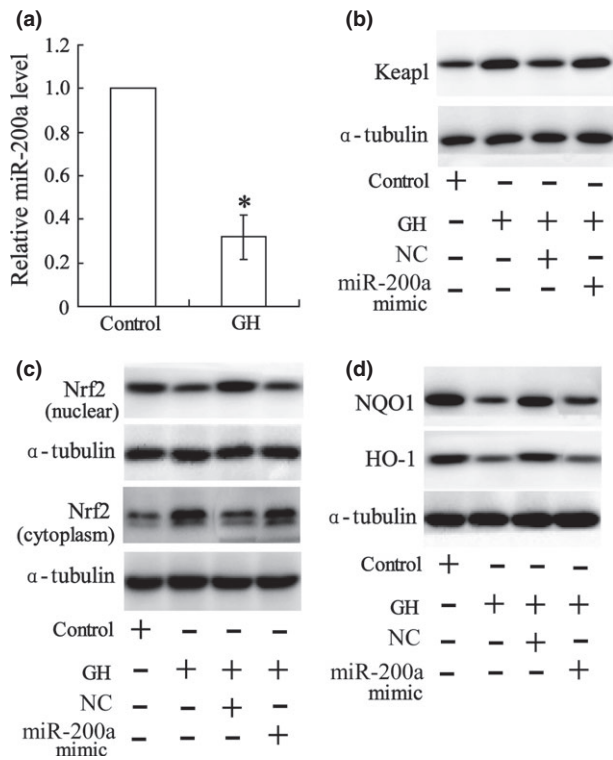 (a)
Relative miR-200a level
1.2
1.0
0.8
0.6
0.4
0.2
0
*
Control GH
(b)
Keapl
α-tubulin
Control + − − −
GH − + + +
NC − − + −
miR-200a mimic − − − +
(c)
Nrf2
(nuclear)
α-tubulin
Nrf2
(cytoplasm)
α-tubulin
Control + − − −
GH − + + +
NC − − + −
miR-200a mimic − − − +
(d)
NQO1
HO-1
α-tubulin
Control + − − −
GH − + + +
NC − − + −
miR-200a mimic − − − +